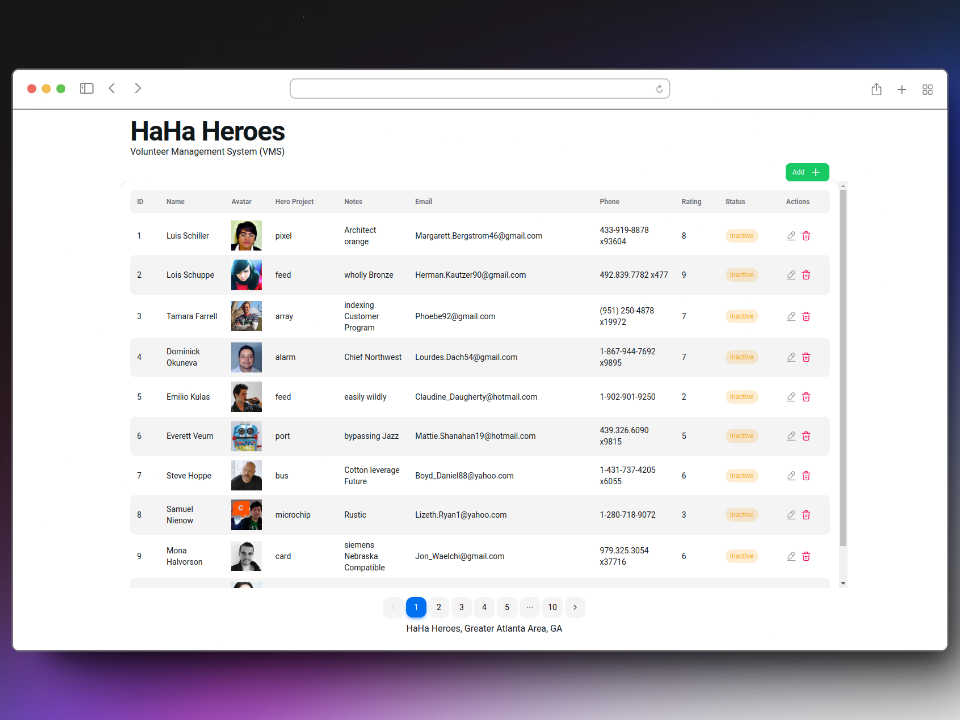 HaHa Heroes
Volunteer Management System (VMS)
Add +
ID Name Avatar Hero Project Notes Email Phone Rating Status Actions
1 Luis Schiller pixel Architect orange Margarett.Bergstrom46@gmail.com 433-919-8878 x93604 8 Inactive
2 Lois Schuppe feed wholly Bronze Herman.Kautzer90@gmail.com 492.839.7782 x477 9 Inactive
3 Tamara Farrell array indexing Customer Program Phoebe92@gmail.com (951) 250-4878 x19972 7 Inactive
4 Dominick Okuneva alarm Chief Northwest Lourdes.Dach54@gmail.com 1-867-944-7692 x9895 7 Inactive
5 Emilio Kulas feed easily wildly Claudine_Daugherty@hotmail.com 1-902-901-9250 2 Inactive
6 Everett Veum port bypassing Jazz Mattie.Shanahan19@hotmail.com 439.326.6090 x9815 5 Inactive
7 Steve Hoppe bus Cotton leverage Future Boyd_Daniel88@yahoo.com 1-431-737-4205 x6055 6 Inactive
8 Samuel Nienow microchip Rustic Lizeth.Ryan1@yahoo.com 1-280-718-9072 3 Inactive
9 Mona Halvorson card siemens Nebraska Compatible Jon_Waelchi@gmail.com 979.325.3054 x37716 6 Inactive
1 2 3 4 5 ... 10
HaHa Heroes, Greater Atlanta Area, GA